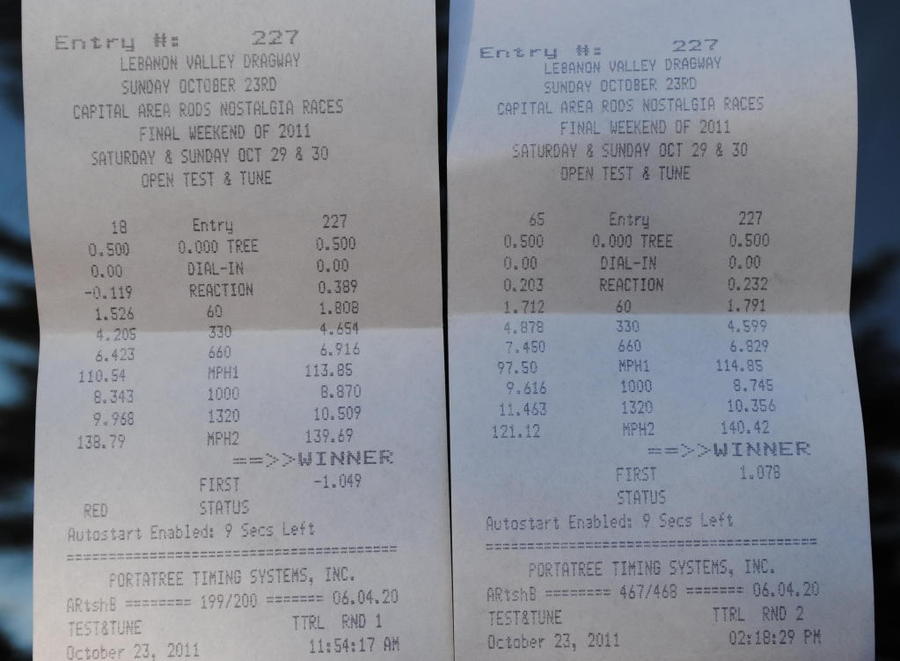 Entry #: 227
LEBANON VALLEY DRAGWAY
SUNDAY OCTOBER 23RD
CAPITAL AREA RODS NOSTALGIA RACES
FINAL WEEKEND OF 2011
SATURDAY & SUNDAY OCT 29 & 30
OPEN TEST & TUNE
18 Entry 227
0.500 0.000 TREE 0.500
0.00 DIAL-IN 0.00
-0.119 REACTION 0.389
1.526 60 1.808
4.205 330 4.654
6.423 660 6.916
110.54 MPH1 113.85
8.343 1000 8.870
9.968 1320 10.509
138.79 MPH2 139.69
==>>WINNER
FIRST -1.049
RED STATUS
Autostart Enabled: 9 Secs Left
========================================
PORTATREE TIMING SYSTEMS, INC.
ARtshB ======== 199/200 ======= 06.04.20
TEST&TUNE TTRL RND 1
October 23, 2011 11:54:17 AM
Entry #: 227
LEBANON VALLEY DRAGWAY
SUNDAY OCTOBER 23RD
CAPITAL AREA RODS NOSTALGIA RACES
FINAL WEEKEND OF 2011
SATURDAY & SUNDAY OCT 29 & 30
OPEN TEST & TUNE
65 Entry 227
0.500 0.000 TREE 0.500
0.00 DIAL-IN 0.00
0.203 REACTION 0.232
1.712 60 1.791
4.878 330 4.599
7.450 660 6.829
97.50 MPH1 114.85
9.616 1000 8.745
11.463 1320 10.356
121.12 MPH2 140.42
==>>WINNER
FIRST 1.078
STATUS
Autostart Enabled: 9 Secs Left
========================================
PORTATREE TIMING SYSTEMS, INC.
ARtshB ======== 467/468 ======= 06.04.20
TEST&TUNE TTRL RND 2
October 23, 2011 02:18:29 PM